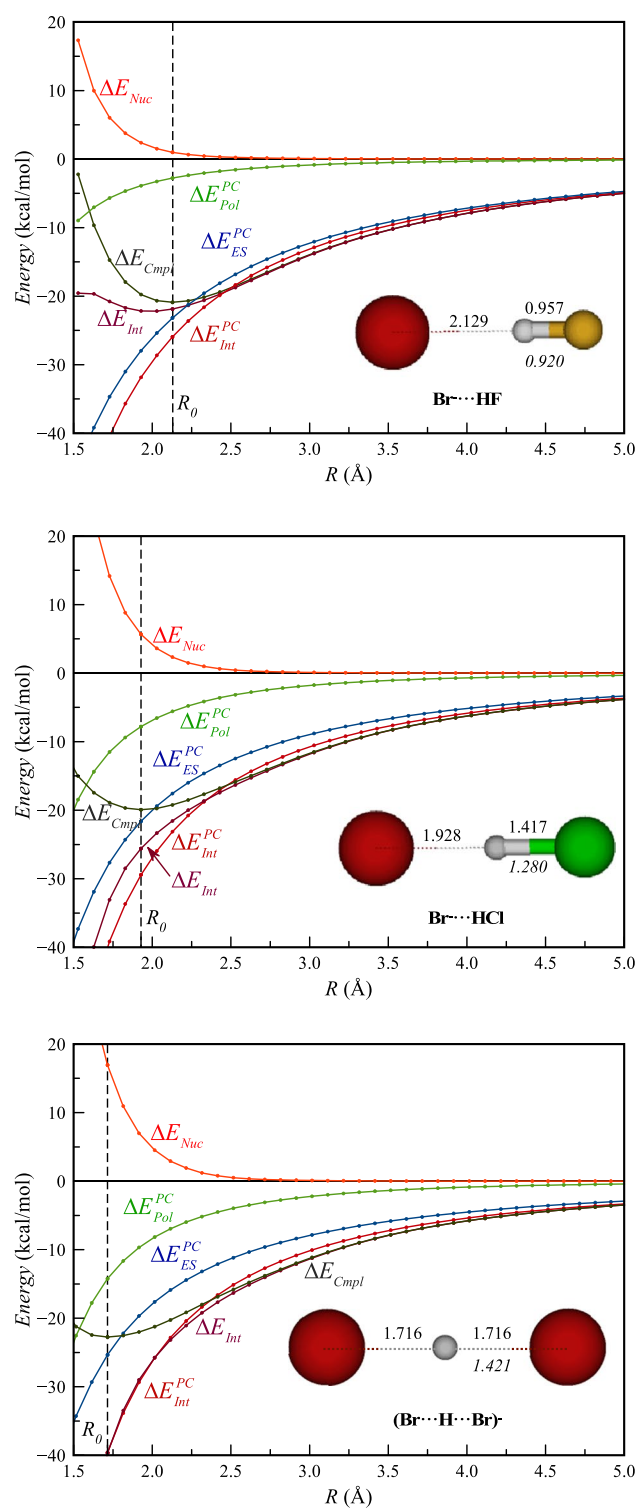 20
10
0
−10
−20
−30
−40
Energy (kcal/mol)
ΔE_Nuc
ΔE_Pol^PC
ΔE_ES^PC
ΔE_Cmpl
ΔE_Int
ΔE_Int^PC
R_0
2.129
0.957
0.920
Br-···HF
1.5 2.0 2.5 3.0 3.5 4.0 4.5 5.0
R (Å)
20
10
0
−10
−20
−30
−40
Energy (kcal/mol)
ΔE_Nuc
ΔE_Pol^PC
ΔE_ES^PC
ΔE_Cmpl
ΔE_Int^PC
ΔE_Int
R_0
1.928
1.417
1.280
Br-···HCl
1.5 2.0 2.5 3.0 3.5 4.0 4.5 5.0
R (Å)
20
10
0
−10
−20
−30
−40
Energy (kcal/mol)
ΔE_Nuc
ΔE_Pol^PC
ΔE_ES^PC
ΔE_Cmpl
ΔE_Int
ΔE_Int^PC
R_0
1.716 1.716
1.421
(Br···H···Br)-
1.5 2.0 2.5 3.0 3.5 4.0 4.5 5.0
R (Å)